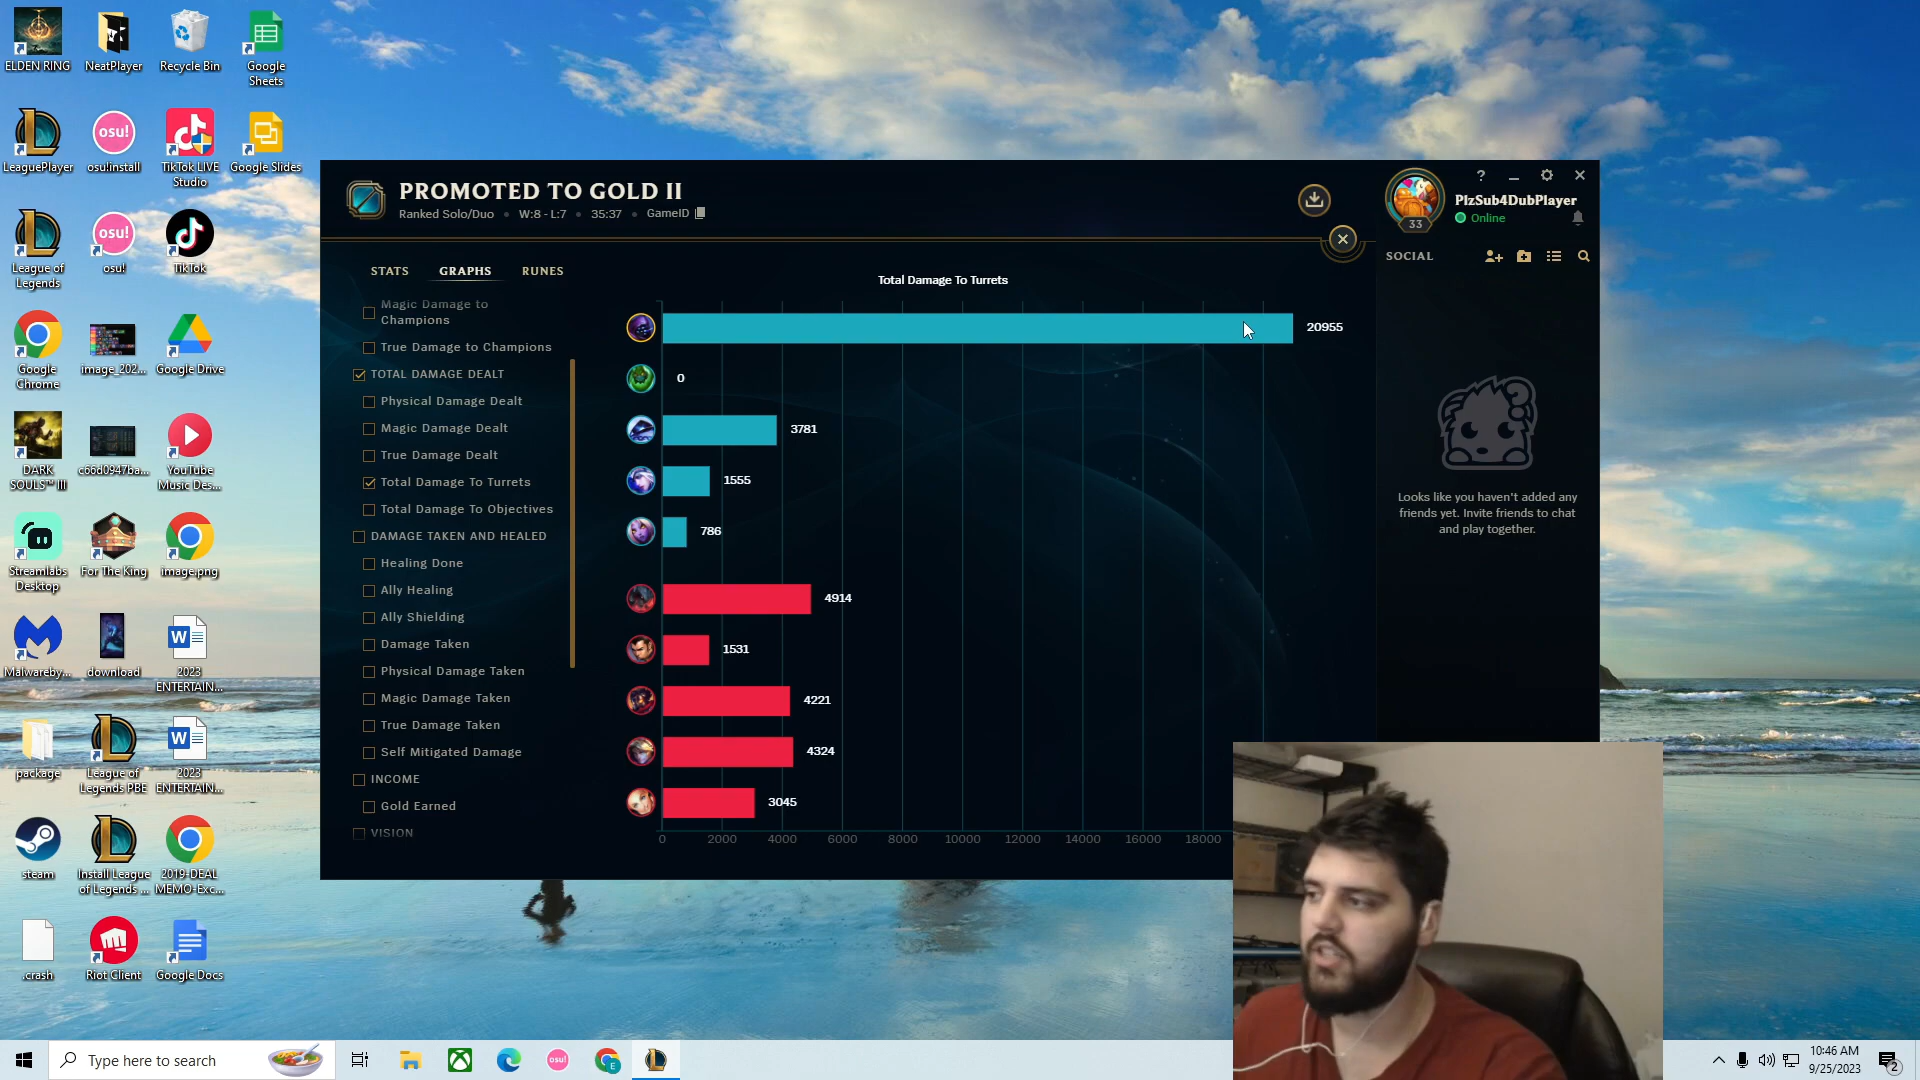 ELDEN RING
NeatPlayer
Recycle Bin
Google
Sheets
LeaguePlayer
osu!
osu!install
TikTok LIVE
Studio
Google Slides
League of
Legends
osu!
osu!
TikTok
Google
Chrome
image_202...
Google Drive
DARK
SOULS™ III
c66d0947ba...
YouTube
Music Des...
Streamlabs
Desktop
For The King
image.png
Malwareby...
download
2023
ENTERTAIN...
package
League of
Legends PBE
2023
ENTERTAIN...
steam
Install League
of Legends ...
2019-DEAL
MEMO-Exc...
.crash
Riot Client
Google Docs
PROMOTED TO GOLD II
Ranked Solo/Duo • W:8 - L:7 • 35:37 • GameID
STATS GRAPHS RUNES
Magic Damage to
Champions
True Damage to Champions
TOTAL DAMAGE DEALT
Physical Damage Dealt
Magic Damage Dealt
True Damage Dealt
Total Damage To Turrets
Total Damage To Objectives
DAMAGE TAKEN AND HEALED
Healing Done
Ally Healing
Ally Shielding
Damage Taken
Physical Damage Taken
Magic Damage Taken
True Damage Taken
Self Mitigated Damage
INCOME
Gold Earned
VISION
Total Damage To Turrets
20955
0
3781
1555
786
4914
1531
4221
4324
3045
0 2000 4000 6000 8000 10000 12000 14000 16000 18000
?
PlzSub4DubPlayer
Online
33
SOCIAL
Looks like you haven't added any
friends yet. Invite friends to chat
and play together.
Type here to search
osu!
E
10:46 AM
9/25/2023
2